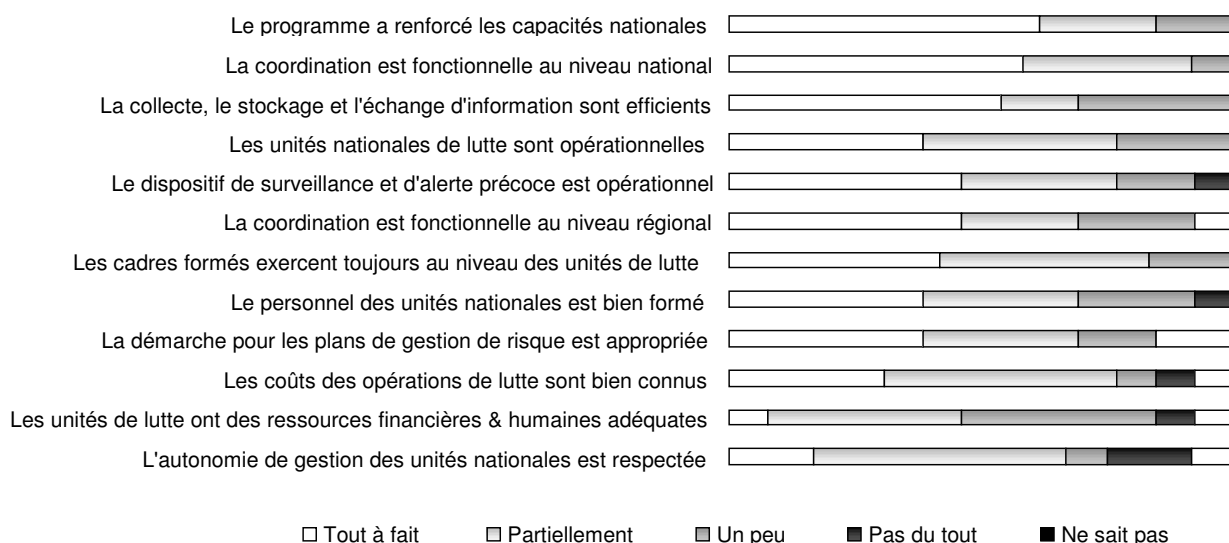 Le programme a renforcé les capacités nationales
La coordination est fonctionnelle au niveau national
La collecte, le stockage et l'échange d'information sont efficients
Les unités nationales de lutte sont opérationnelles
Le dispositif de surveillance et d'alerte précoce est opérationnel
La coordination est fonctionnelle au niveau régional
Les cadres formés exercent toujours au niveau des unités de lutte
Le personnel des unités nationales est bien formé
La démarche pour les plans de gestion de risque est appropriée
Les coûts des opérations de lutte sont bien connus
Les unités de lutte ont des ressources financières & humaines adéquates
L'autonomie de gestion des unités nationales est respectée
Tout à fait Partiellement Un peu Pas du tout Ne sait pas